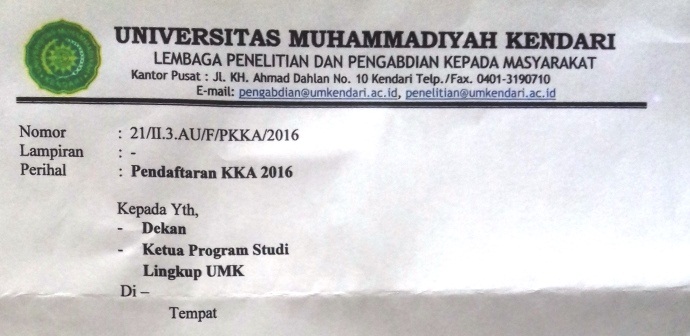 UNIVERSITAS MUHAMMADIYAH KENDARI
LEMBAGA PENELITIAN DAN PENGABDIAN KEPADA MASYARAKAT
Kantor Pusat : JL. KH. Ahmad Dahlan No. 10 Kendari Telp./Fax. 0401-3190710
E-mail: pengabdian@umkendari.ac.id, penelitian@umkendari.ac.id
Nomor : 21/II.3.AU/F/PKKA/2016
Lampiran : -
Perihal : Pendaftaran KKA 2016
Kepada Yth,
- Dekan
- Ketua Program Studi
Lingkup UMK
Di –
Tempat